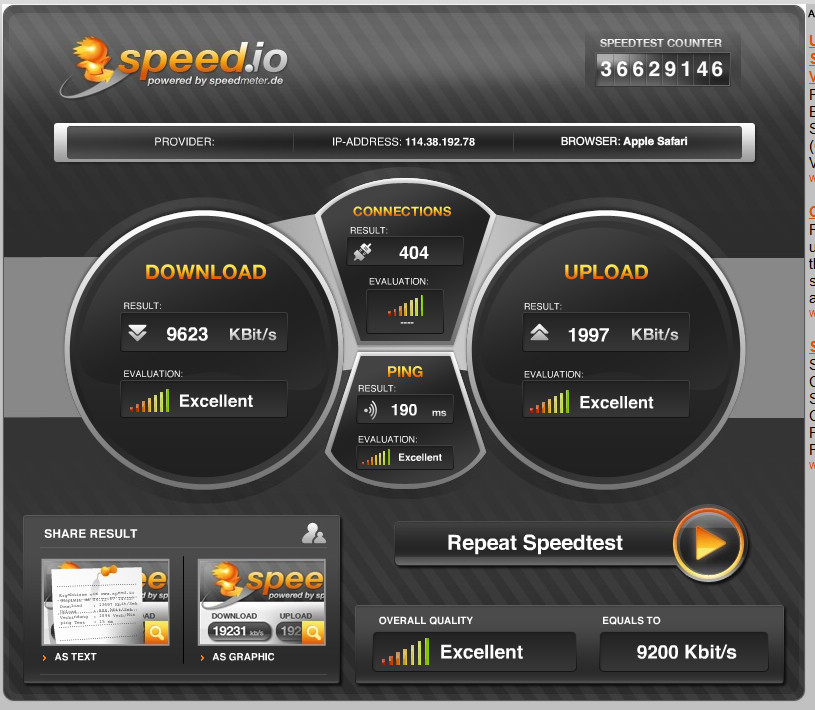 speed.io
powered by speedmeter.de
SPEEDTEST COUNTER
36629146
PROVIDER:
IP-ADDRESS: 114.38.192.78
BROWSER: Apple Safari
CONNECTIONS
RESULT:
404
EVALUATION:
----
DOWNLOAD
RESULT:
9623 KBit/s
EVALUATION:
Excellent
UPLOAD
RESULT:
1997 KBit/s
EVALUATION:
Excellent
PING
RESULT:
190 ms
EVALUATION:
Excellent
SHARE RESULT
AS TEXT
spee
powered by sp
DOWNLOAD UPLOAD
19231 kb/s 192
AS GRAPHIC
Repeat Speedtest
OVERALL QUALITY
Excellent
EQUALS TO
9200 Kbit/s